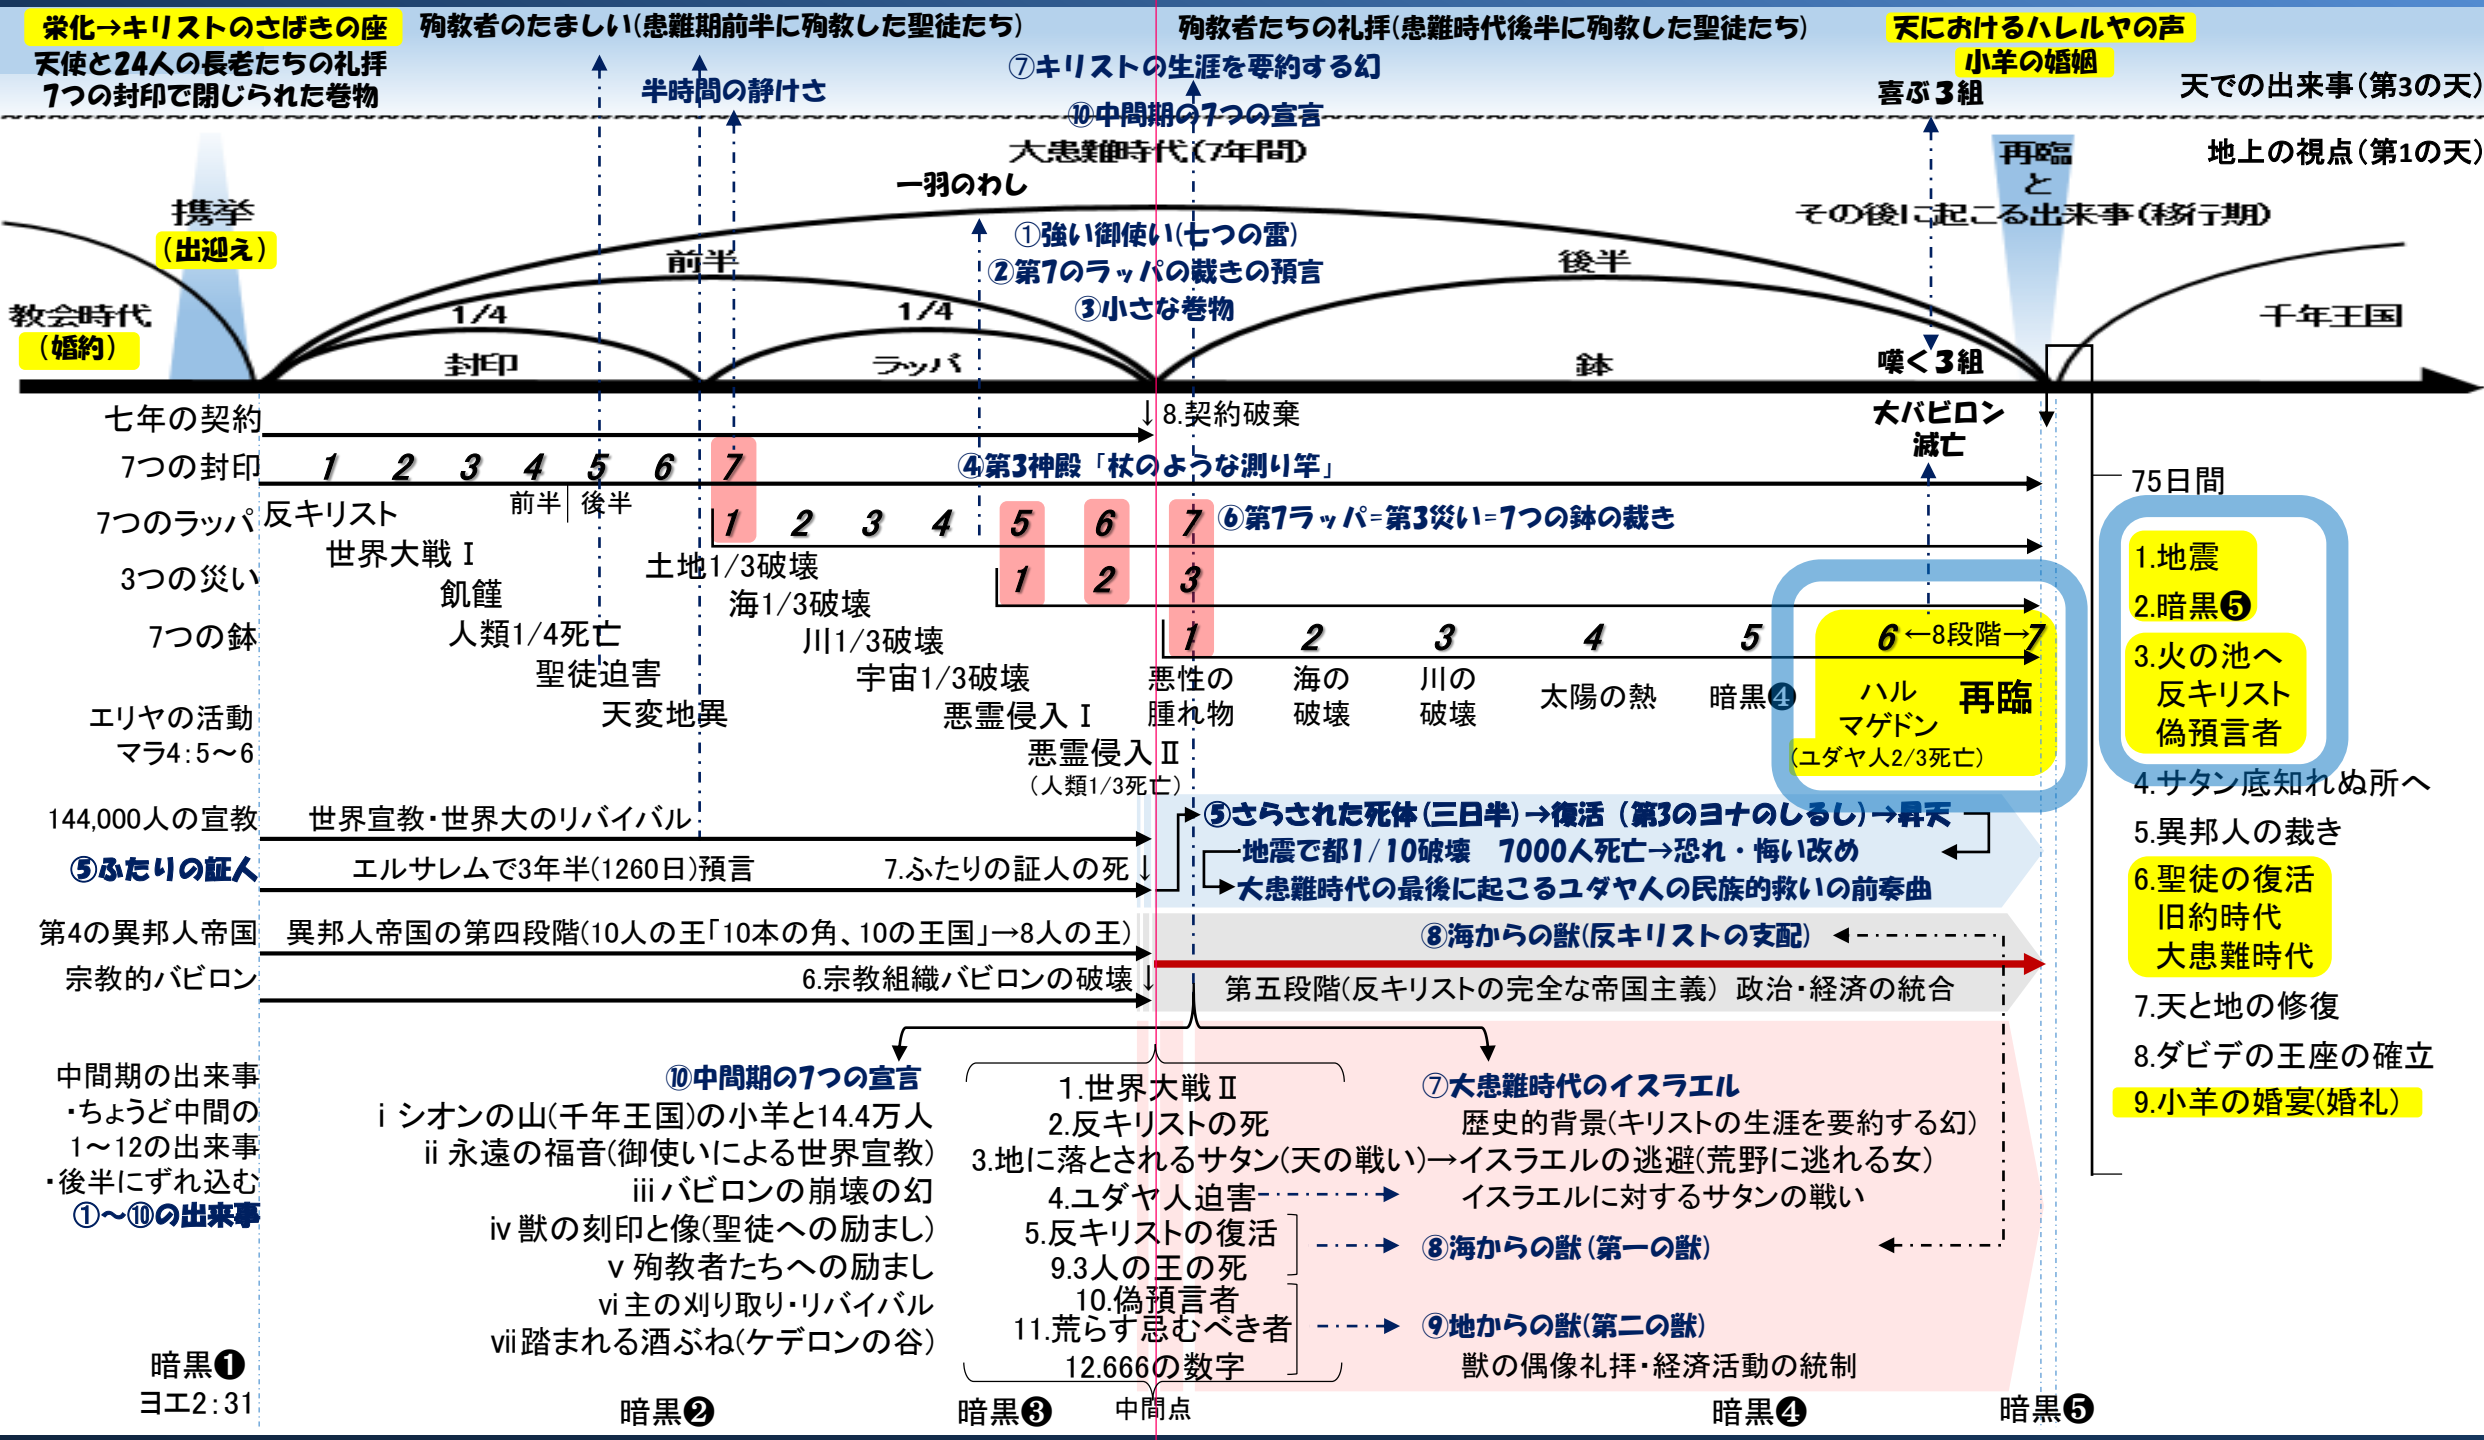 栄化→キリストのさばきの座
天使と24人の長老たちの礼拝
7つの封印で閉じられた巻物
殉教者のたましい(患難期前半に殉教した聖徒たち)
半時間の静けさ
殉教者たちの礼拝(患難時代後半に殉教した聖徒たち)
⑦キリストの生涯を要約する幻
⑩中間期の7つの宣言
天におけるハレルヤの声
小羊の婚姻
喜ぶ3組
天での出来事(第3の天)
地上の視点(第1の天)
大患難時代(7年間)
一羽のわし
再臨
と
その後に起こる出来事(移行期)
携挙
(出迎え)
①強い御使い(七つの雷)
②第7のラッパの裁きの預言
③小さな巻物
前半
後半
教会時代
(婚約)
1/4
1/4
千年王国
封印
ラッパ
鉢
嘆く3組
七年の契約
↓8.契約破棄
大バビロン
滅亡
7つの封印
1 2 3 4 5 6 7
④第3神殿「杖のような測り竿」
前半 後半
75日間
7つのラッパ
反キリスト
1 2 3 4 5 6 7
⑥第7ラッパ=第3災い=7つの鉢の裁き
世界大戦Ⅰ
土地1/3破壊
3つの災い
1 2 3
飢饉
海1/3破壊
7つの鉢
人類1/4死亡
川1/3破壊
1 2 3 4 5 6 ←8段階→ 7
聖徒迫害
宇宙1/3破壊
天変地異
悪霊侵入Ⅰ
悪霊侵入Ⅱ
(人類1/3死亡)
悪性の
腫れ物
海の
破壊
川の
破壊
太陽の熱
暗黒❹
ハル
マゲドン
(ユダヤ人2/3死亡)
再臨
1.地震
2.暗黒❺
3.火の池へ
反キリスト
偽預言者
4.サタン底知れぬ所へ
5.異邦人の裁き
6.聖徒の復活
旧約時代
大患難時代
7.天と地の修復
8.ダビデの王座の確立
9.小羊の婚宴(婚礼)
エリヤの活動
マラ4:5~6
144,000人の宣教
世界宣教・世界大のリバイバル
⑤さらされた死体(三日半)→復活(第3のヨナのしるし)→昇天
地震で都1/10破壊 7000人死亡→恐れ・悔い改め
大患難時代の最後に起こるユダヤ人の民族的救いの前奏曲
⑤ふたりの証人
エルサレムで3年半(1260日)預言
7.ふたりの証人の死↓
第4の異邦人帝国
異邦人帝国の第四段階(10人の王「10本の角、10の王国」→8人の王)
⑧海からの獣(反キリストの支配)
宗教的バビロン
6.宗教組織バビロンの破壊↓
第五段階(反キリストの完全な帝国主義) 政治・経済の統合
中間期の出来事
・ちょうど中間の
1~12の出来事
・後半にずれ込む
①~⑩の出来事
⑩中間期の7つの宣言
ⅰシオンの山(千年王国)の小羊と14.4万人
ⅱ永遠の福音(御使いによる世界宣教)
ⅲバビロンの崩壊の幻
ⅳ獣の刻印と像(聖徒への励まし)
ⅴ殉教者たちへの励まし
ⅵ主の刈り取り・リバイバル
ⅶ踏まれる酒ぶね(ケデロンの谷)
1.世界大戦Ⅱ
2.反キリストの死
3.地に落とされるサタン(天の戦い)→イスラエルの逃避(荒野に逃れる女)
4.ユダヤ人迫害
5.反キリストの復活
9.3人の王の死
10.偽預言者
11.荒らす忌むべき者
12.666の数字
⑦大患難時代のイスラエル
歴史的背景(キリストの生涯を要約する幻)
イスラエルに対するサタンの戦い
⑧海からの獣(第一の獣)
⑨地からの獣(第二の獣)
獣の偶像礼拝・経済活動の統制
暗黒❶
ヨエ2:31
暗黒❷
暗黒❸
中間点
暗黒❹
暗黒❺